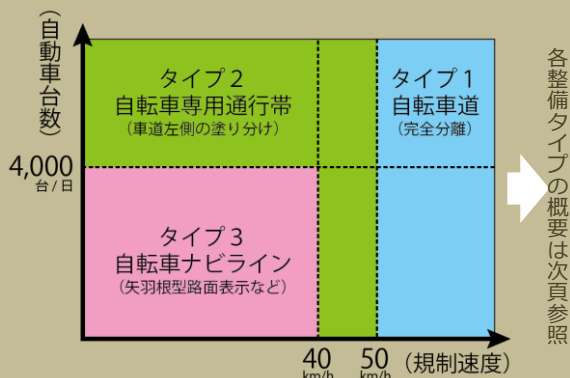 (自動車台数)
タイプ2
自転車専用通行帯
(車道左側の塗り分け)
タイプ1
自転車道
(完全分離)
4,000
台/日
タイプ3
自転車ナビライン
(矢羽根型路面表示など)
40
km/h
50
km/h
(規制速度)
各整備タイプの概要は次頁参照